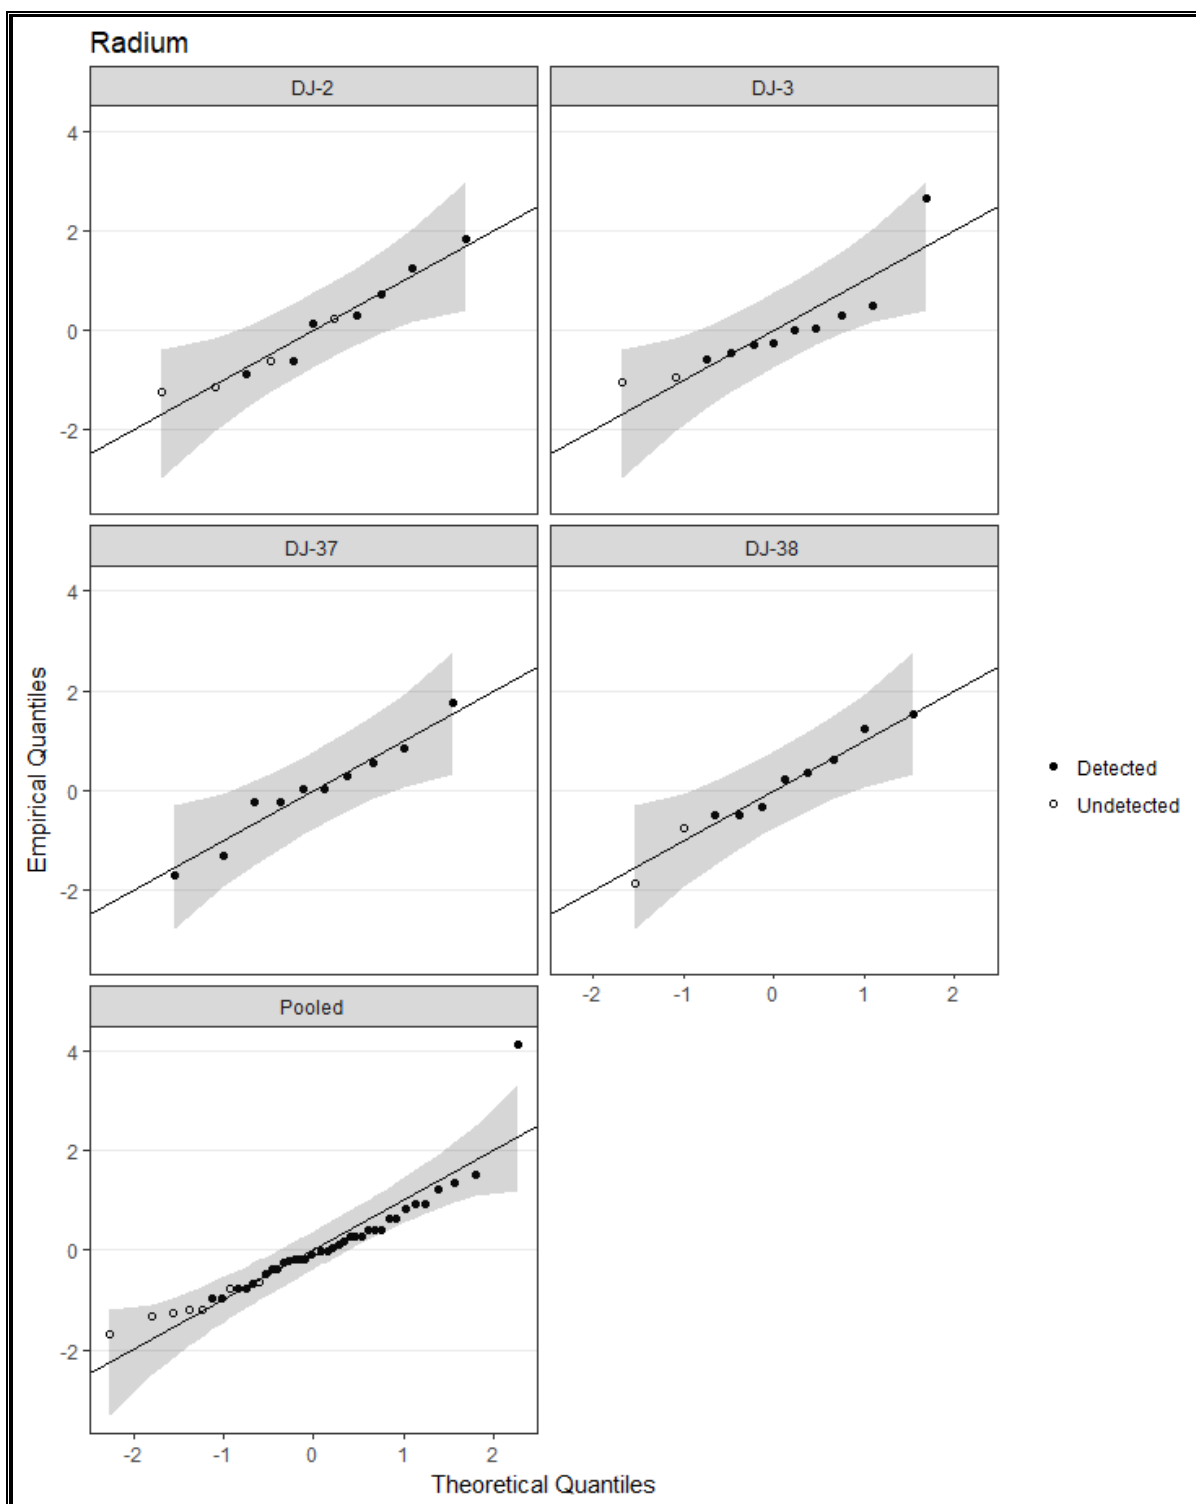 Radium
DJ-2
DJ-3
4
2
0
-2
DJ-37
DJ-38
4
2
0
-2
-2 -1 0 1 2
Pooled
4
2
0
-2
-2 -1 0 1 2
Empirical Quantiles
Theoretical Quantiles
Detected
Undetected